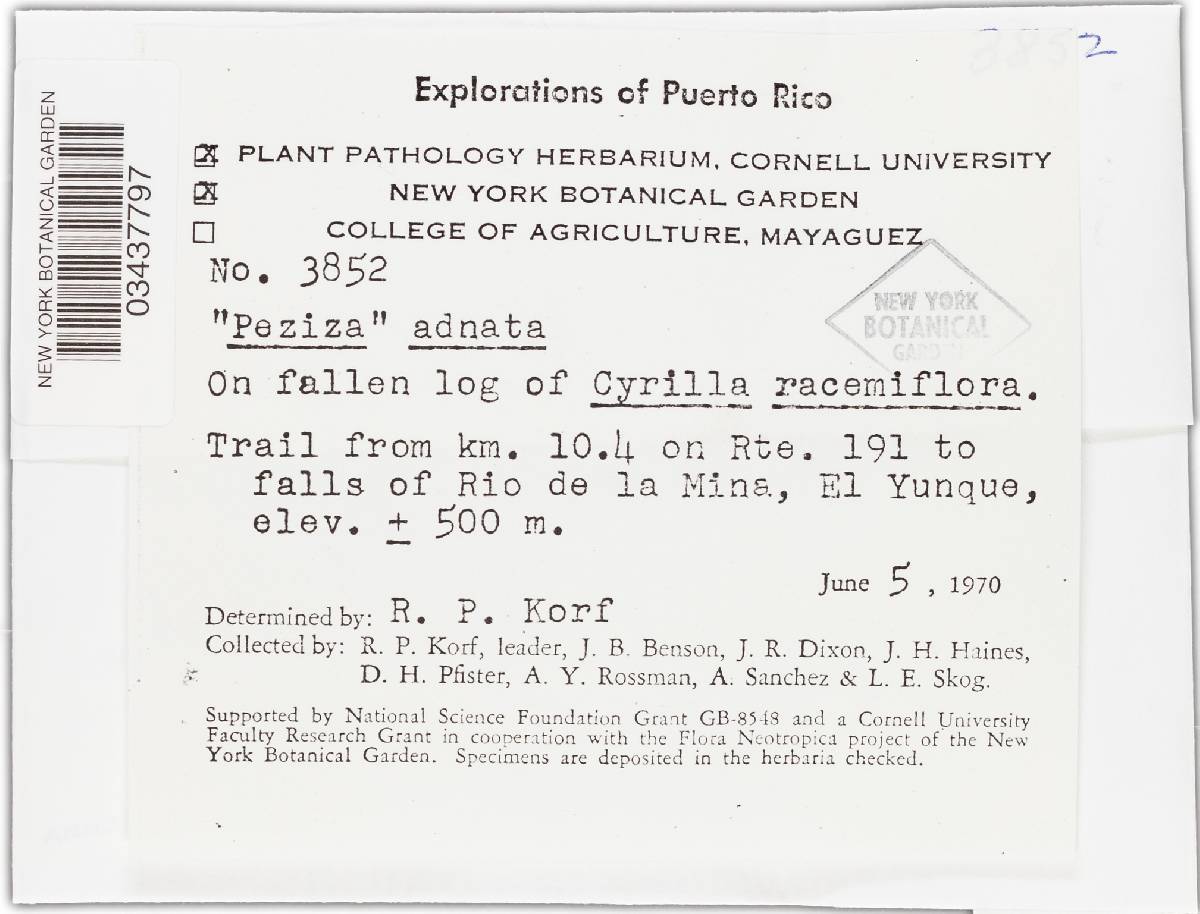 3852
Explorations of Puerto Rico
☒ PLANT PATHOLOGY HERBARIUM, CORNELL UNIVERSITY
☒ NEW YORK BOTANICAL GARDEN
☐ COLLEGE OF AGRICULTURE, MAYAGUEZ
No. 3852
"Peziza" adnata
On fallen log of Cyrilla racemiflora.
Trail from km. 10.4 on Rte. 191 to
falls of Rio de la Mina, El Yunque,
elev. ± 500 m.
June 5, 1970
Determined by: R. P. Korf
Collected by: R. P. Korf, leader, J. B. Benson, J. R. Dixon, J. H. Haines,
D. H. Pfister, A. Y. Rossman, A. Sanchez & L. E. Skog.
Supported by National Science Foundation Grant GB-8548 and a Cornell University
Faculty Research Grant in cooperation with the Flora Neotropica project of the New
York Botanical Garden. Specimens are deposited in the herbaria checked.
NEW YORK
BOTANICAL
GARDEN
NEW YORK BOTANICAL GARDEN
03437797